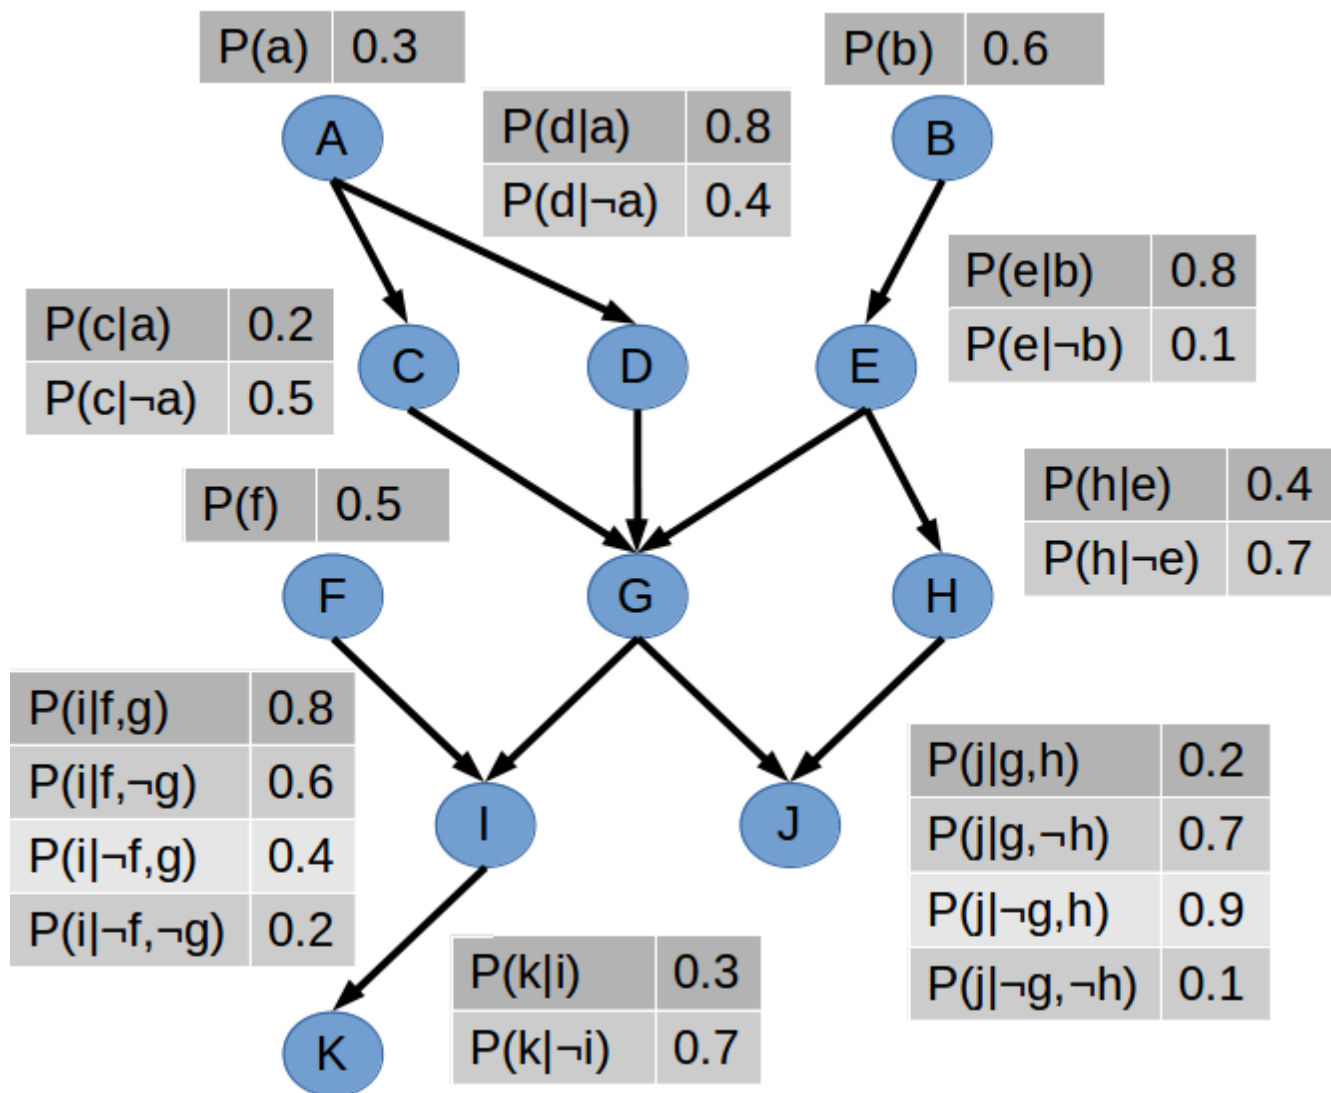 P(a) 0.3
P(b) 0.6
A
P(d|a) 0.8
P(d|¬a) 0.4
B
P(e|b) 0.8
P(e|¬b) 0.1
P(c|a) 0.2
P(c|¬a) 0.5
C
D
E
P(f) 0.5
P(h|e) 0.4
P(h|¬e) 0.7
F
G
H
P(i|f,g) 0.8
P(i|f,¬g) 0.6
P(i|¬f,g) 0.4
P(i|¬f,¬g) 0.2
I
J
P(j|g,h) 0.2
P(j|g,¬h) 0.7
P(j|¬g,h) 0.9
P(j|¬g,¬h) 0.1
P(k|i) 0.3
P(k|¬i) 0.7
K